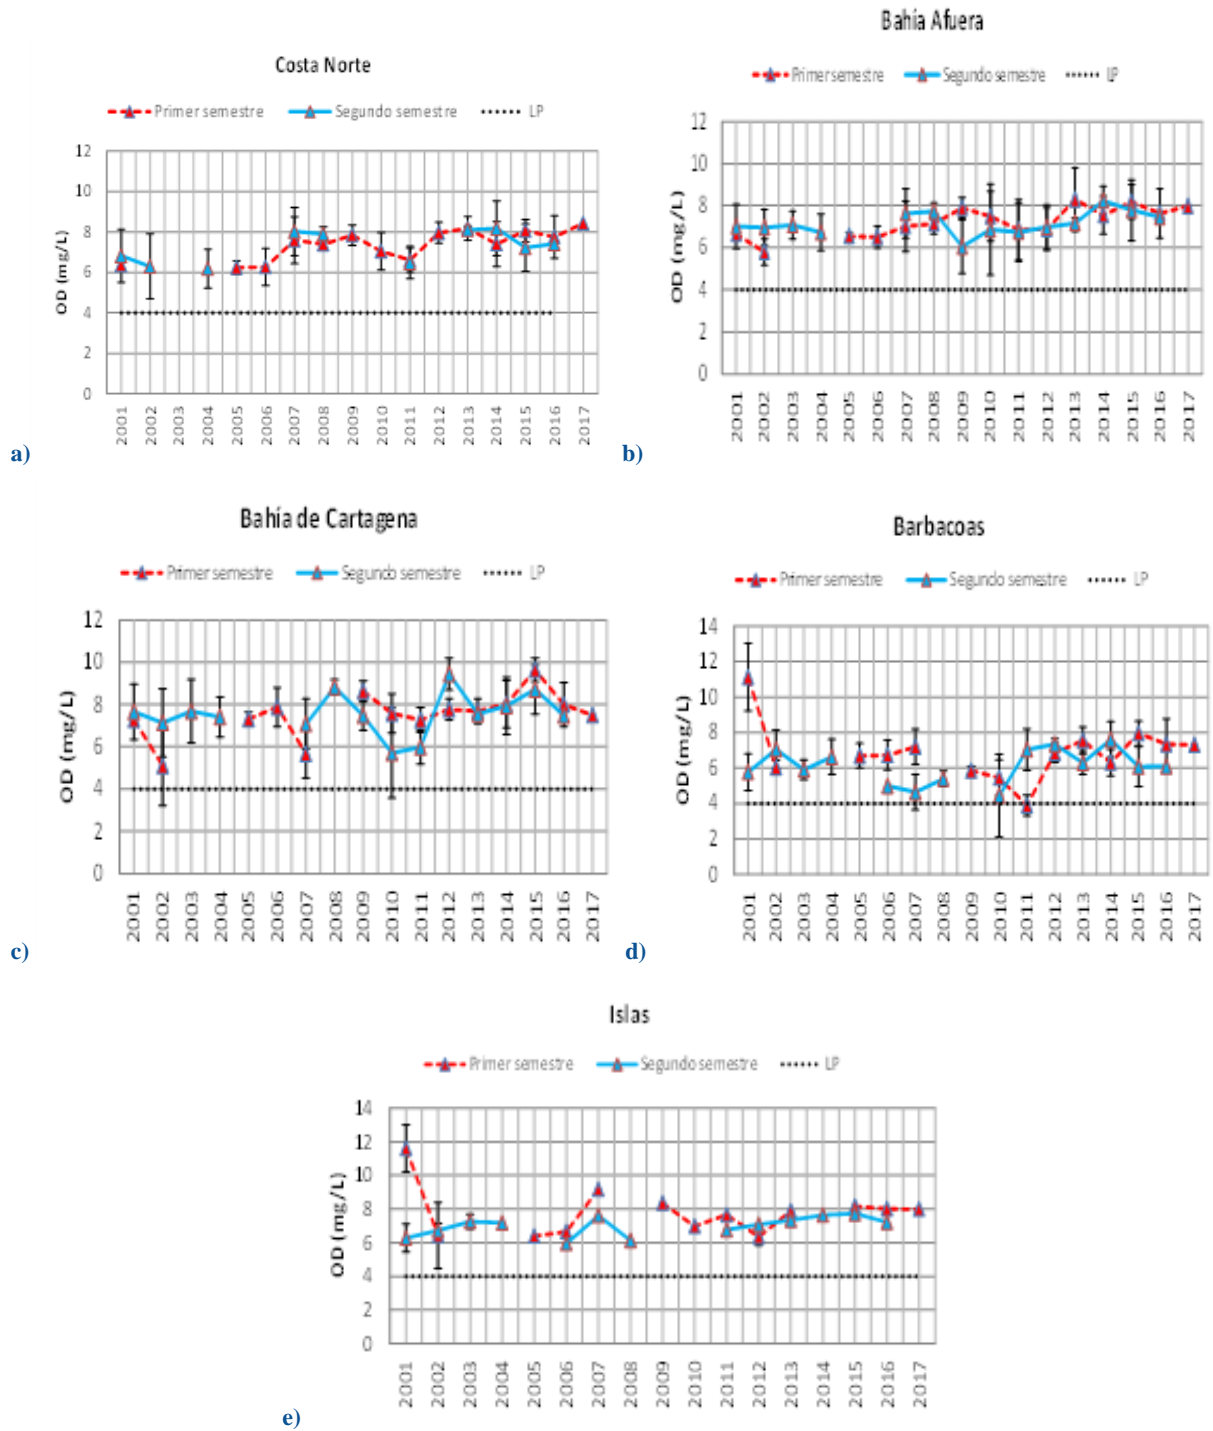 Costa Norte
Primer semestre Segundo semestre LP
OD (mg/L)
12
10
8
6
4
2
0
2001 2002 2003 2004 2005 2006 2007 2008 2009 2010 2011 2012 2013 2014 2015 2016 2017
a)
Bahía Afuera
Primer semestre Segundo semestre LP
OD (mg/L)
12
10
8
6
4
2
0
2001 2002 2003 2004 2005 2006 2007 2008 2009 2010 2011 2012 2013 2014 2015 2016 2017
b)
Bahía de Cartagena
Primer semestre Segundo semestre LP
OD (mg/L)
12
10
8
6
4
2
0
2001 2002 2003 2004 2005 2006 2007 2008 2009 2010 2011 2012 2013 2014 2015 2016 2017
c)
Barbacoas
Primer semestre Segundo semestre LP
OD (mg/L)
14
12
10
8
6
4
2
0
2001 2002 2003 2004 2005 2006 2007 2008 2009 2010 2011 2012 2013 2014 2015 2016 2017
d)
Islas
Primer semestre Segundo semestre LP
OD (mg/L)
14
12
10
8
6
4
2
0
2001 2002 2003 2004 2005 2006 2007 2008 2009 2010 2011 2012 2013 2014 2015 2016 2017
e)